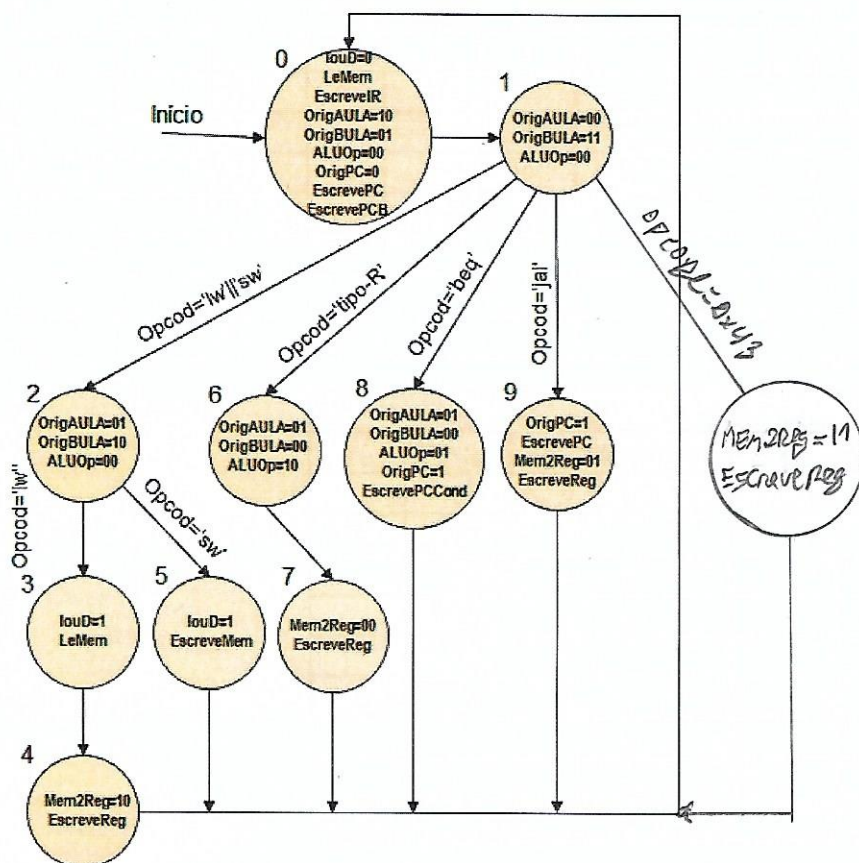 0
IouD=0
LeMem
EscreveIR
OrigAULA=10
OrigBULA=01
ALUOp=00
OrigPC=0
EscrevePC
EscrevePCB
Início
1
OrigAULA=00
OrigBULA=11
ALUOp=00
Opcod='lw'||'sw'
Opcod='tipo-R'
Opcod='beq'
Opcod='jal'
opcode=0x43
2
OrigAULA=01
OrigBULA=10
ALUOp=00
6
OrigAULA=01
OrigBULA=00
ALUOp=10
8
OrigAULA=01
OrigBULA=00
ALUOp=01
OrigPC=1
EscrevePCCond
9
OrigPC=1
EscrevePC
Mem2Reg=01
EscreveReg
Mem2Reg=11
EscreveReg
Opcod='lw''
Opcod='sw'
3
IouD=1
LeMem
5
IouD=1
EscreveMem
7
Mem2Reg=00
EscreveReg
4
Mem2Reg=10
EscreveReg